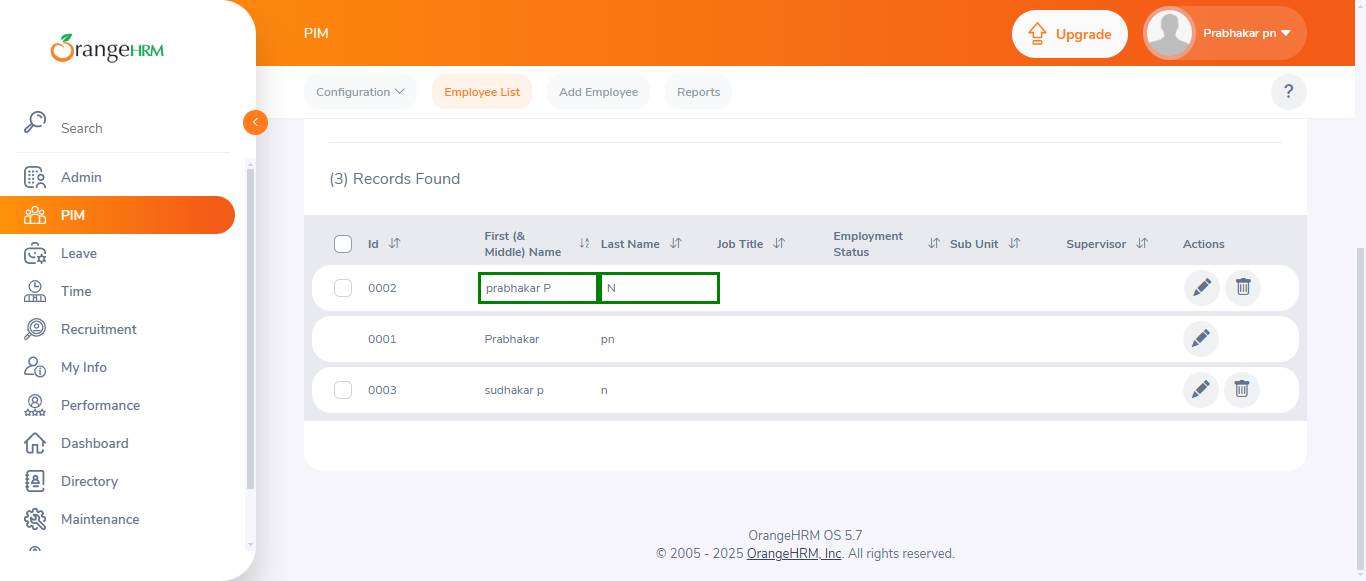 OrangeHRM
PIM
Upgrade
Prabhakar pn
Configuration
Employee List
Add Employee
Reports
?
Search
Admin
PIM
Leave
Time
Recruitment
My Info
Performance
Dashboard
Directory
Maintenance
(3) Records Found
Id First (& Middle) Name Last Name Job Title Employment Status Sub Unit Supervisor Actions
0002 prabhakar P N
0001 Prabhakar pn
0003 sudhakar p n
OrangeHRM OS 5.7
© 2005 - 2025 OrangeHRM, Inc. All rights reserved.